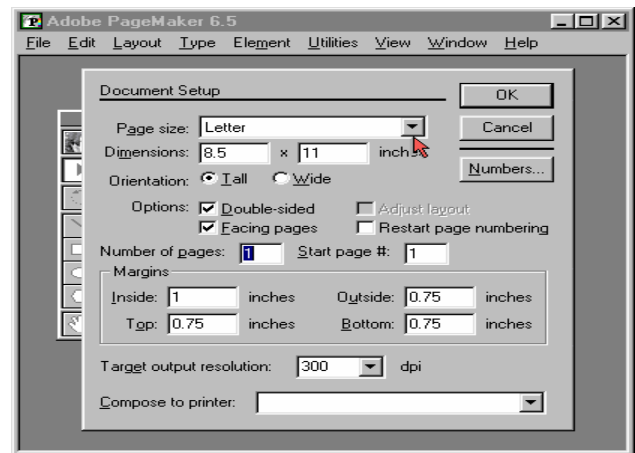 Adobe PageMaker 6.5
File Edit Layout Type Element Utilities View Window Help
Document Setup
OK
Page size: Letter
Cancel
Dimensions: 8.5 x 11 inches
Numbers...
Orientation: Tall Wide
Options: Double-sided Adjust layout
Facing pages Restart page numbering
Number of pages: 1 Start page #: 1
Margins
Inside: 1 inches Outside: 0.75 inches
Top: 0.75 inches Bottom: 0.75 inches
Target output resolution: 300 dpi
Compose to printer: